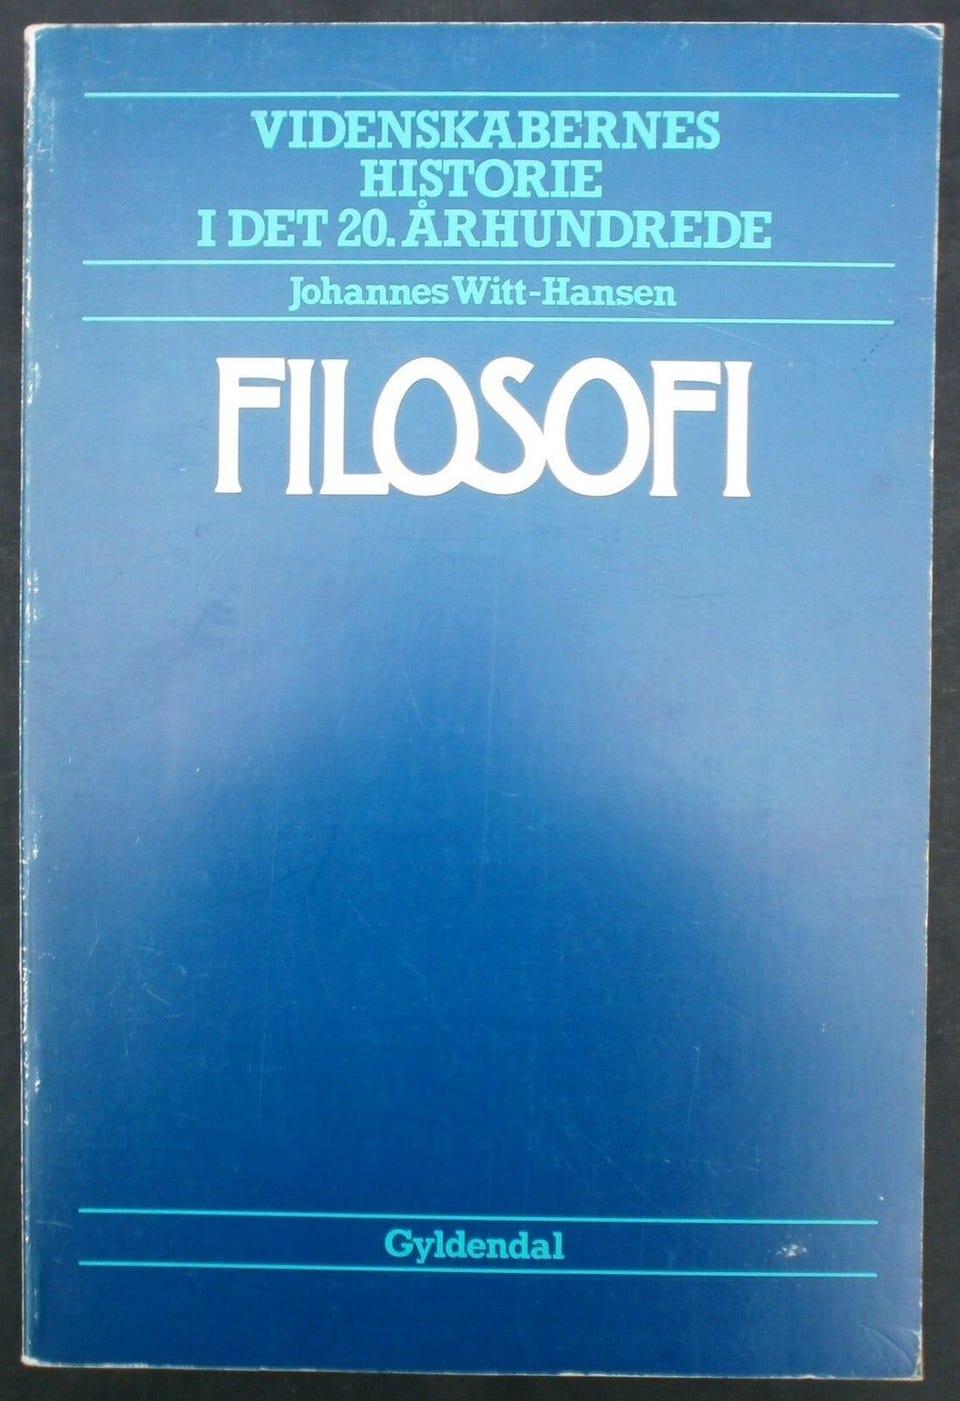 VIDENSKABERNES
HISTORIE
I DET 20. ÅRHUNDREDE
Johannes Witt-Hansen
FILOSOFI
Gyldendal